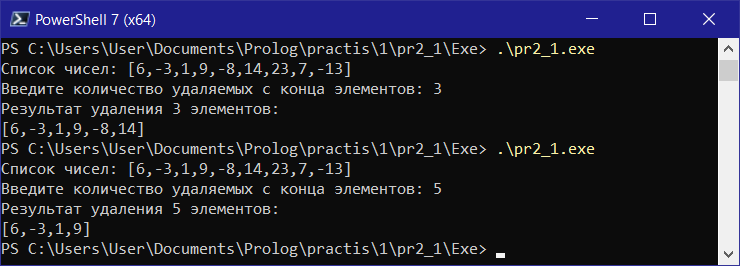 PowerShell 7 (x64)
PS C:\Users\User\Documents\Prolog\practis\1\pr2_1\Exe> .\pr2_1.exe
Список чисел: [6,-3,1,9,-8,14,23,7,-13]
Введите количество удаляемых с конца элементов: 3
Результат удаления 3 элементов:
[6,-3,1,9,-8,14]
PS C:\Users\User\Documents\Prolog\practis\1\pr2_1\Exe> .\pr2_1.exe
Список чисел: [6,-3,1,9,-8,14,23,7,-13]
Введите количество удаляемых с конца элементов: 5
Результат удаления 5 элементов:
[6,-3,1,9]
PS C:\Users\User\Documents\Prolog\practis\1\pr2_1\Exe>